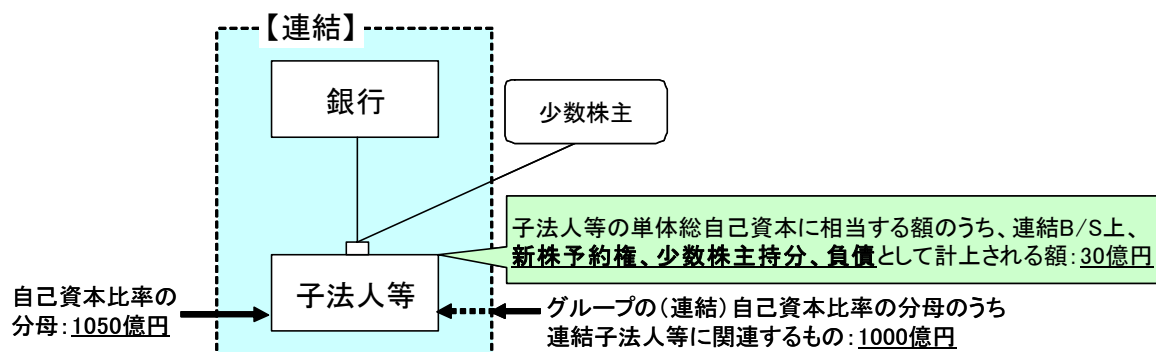 【連結】
銀行
少数株主
子法人等の単体総自己資本に相当する額のうち、連結B/S上、
新株予約権、少数株主持分、負債として計上される額：30億円
子法人等
自己資本比率の
分母：1050億円
グループの（連結）自己資本比率の分母のうち
連結子法人等に関連するもの：1000億円